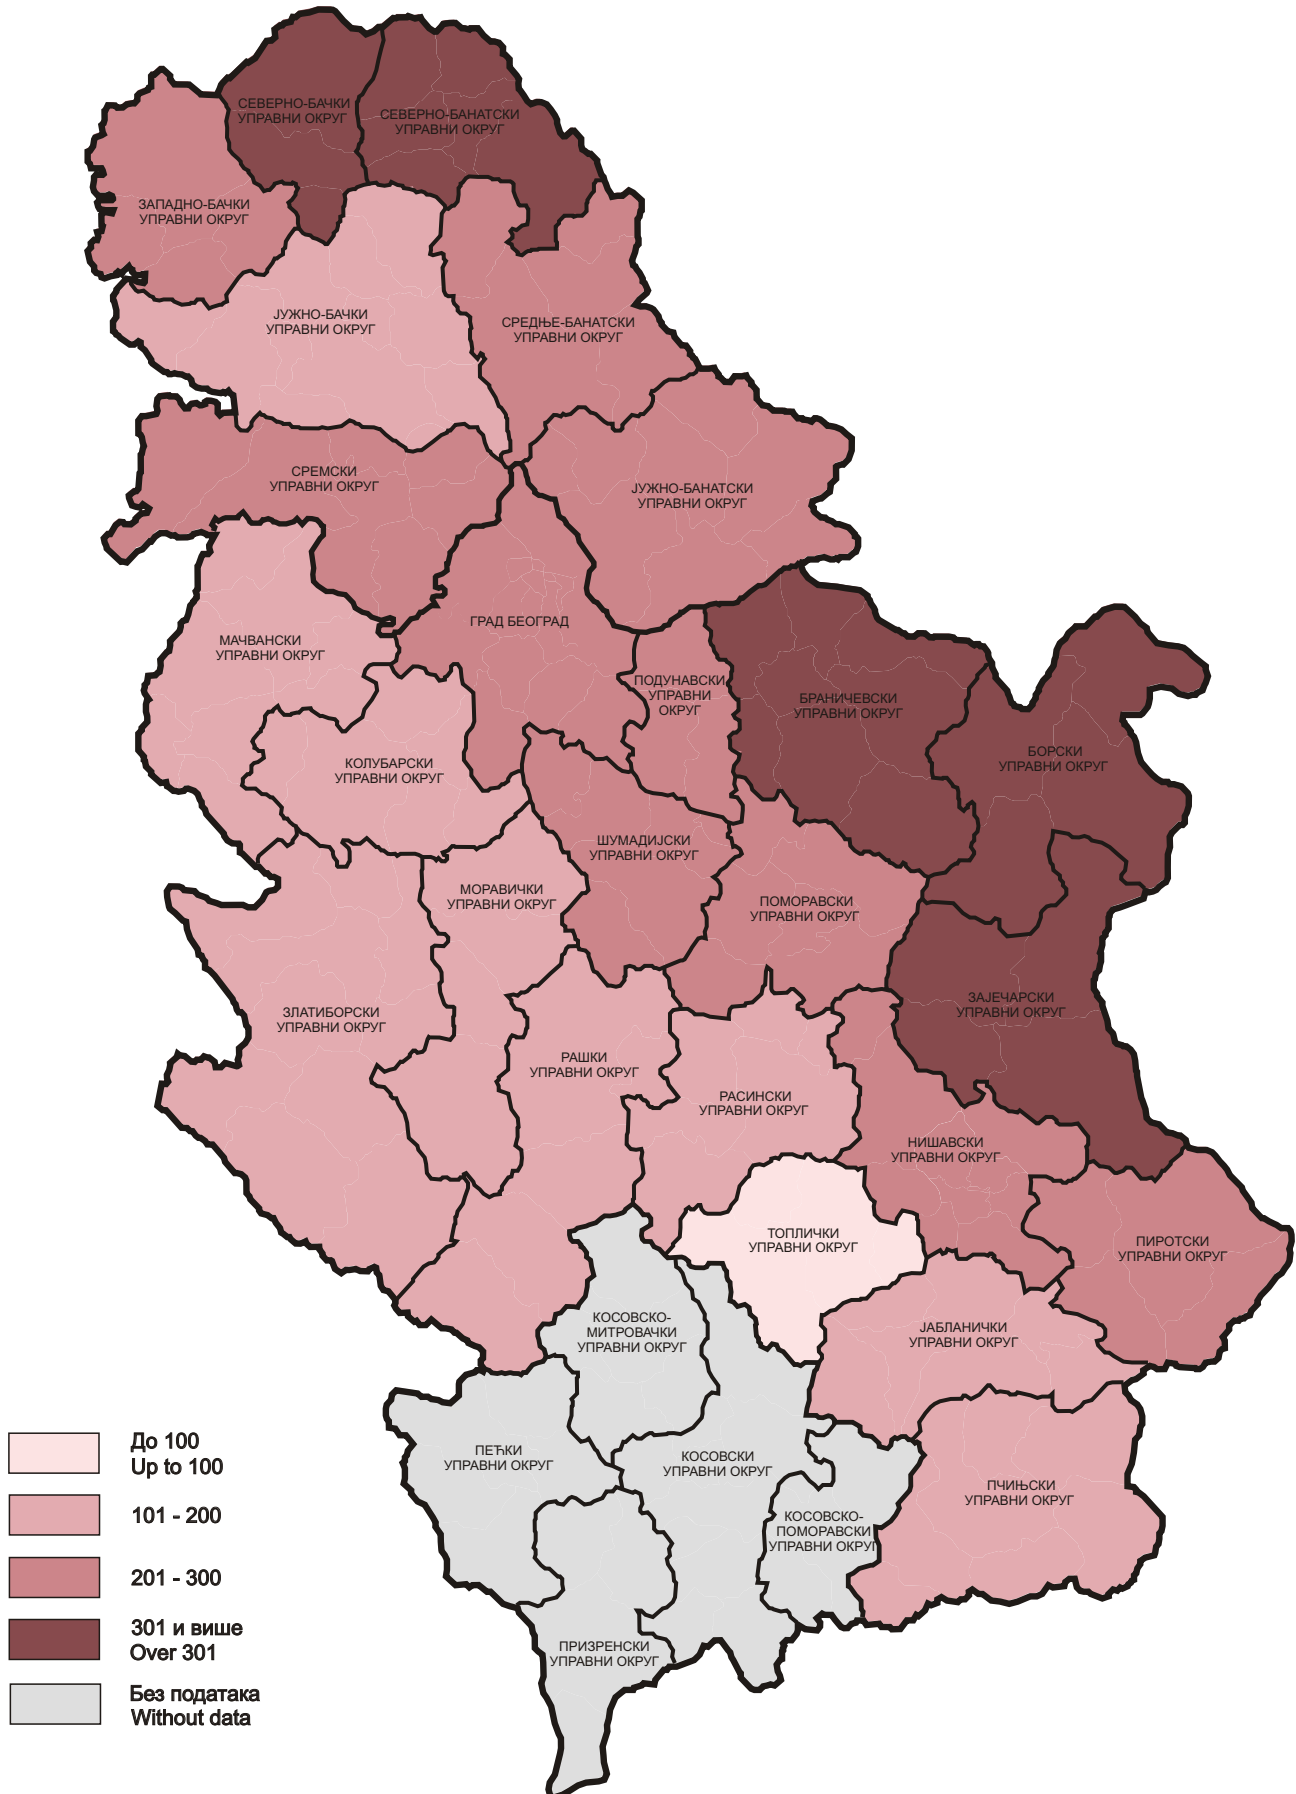 СЕВЕРНО-БАЧКИ
УПРАВНИ ОКРУГ
СЕВЕРНО-БАНАТСКИ
УПРАВНИ ОКРУГ
ЗАПАДНО-БАЧКИ
УПРАВНИ ОКРУГ
ЈУЖНО-БАЧКИ
УПРАВНИ ОКРУГ
СРЕДЊЕ-БАНАТСКИ
УПРАВНИ ОКРУГ
СРЕМСКИ
УПРАВНИ ОКРУГ
ЈУЖНО-БАНАТСКИ
УПРАВНИ ОКРУГ
ГРАД БЕОГРАД
МАЧВАНСКИ
УПРАВНИ ОКРУГ
ПОДУНАВСКИ
УПРАВНИ
ОКРУГ
БРАНИЧЕВСКИ
УПРАВНИ ОКРУГ
БОРСКИ
УПРАВНИ ОКРУГ
КОЛУБАРСКИ
УПРАВНИ ОКРУГ
ШУМАДИЈСКИ
УПРАВНИ ОКРУГ
МОРАВИЧКИ
УПРАВНИ ОКРУГ
ПОМОРАВСКИ
УПРАВНИ ОКРУГ
ЗАЈЕЧАРСКИ
УПРАВНИ ОКРУГ
ЗЛАТИБОРСКИ
УПРАВНИ ОКРУГ
РАШКИ
УПРАВНИ ОКРУГ
РАСИНСКИ
УПРАВНИ ОКРУГ
НИШАВСКИ
УПРАВНИ ОКРУГ
ТОПЛИЧКИ
УПРАВНИ ОКРУГ
ПИРОТСКИ
УПРАВНИ ОКРУГ
КОСОВСКО-
МИТРОВАЧКИ
УПРАВНИ ОКРУГ
ЈАБЛАНИЧКИ
УПРАВНИ ОКРУГ
ПЕЋКИ
УПРАВНИ ОКРУГ
КОСОВСКИ
УПРАВНИ ОКРУГ
ПЧИЊСКИ
УПРАВНИ ОКРУГ
КОСОВСКО-
ПОМОРАВСКИ
УПРАВНИ ОКРУГ
ПРИЗРЕНСКИ
УПРАВНИ ОКРУГ
До 100
Up to 100
101 - 200
201 - 300
301 и више
Over 301
Без података
Without data